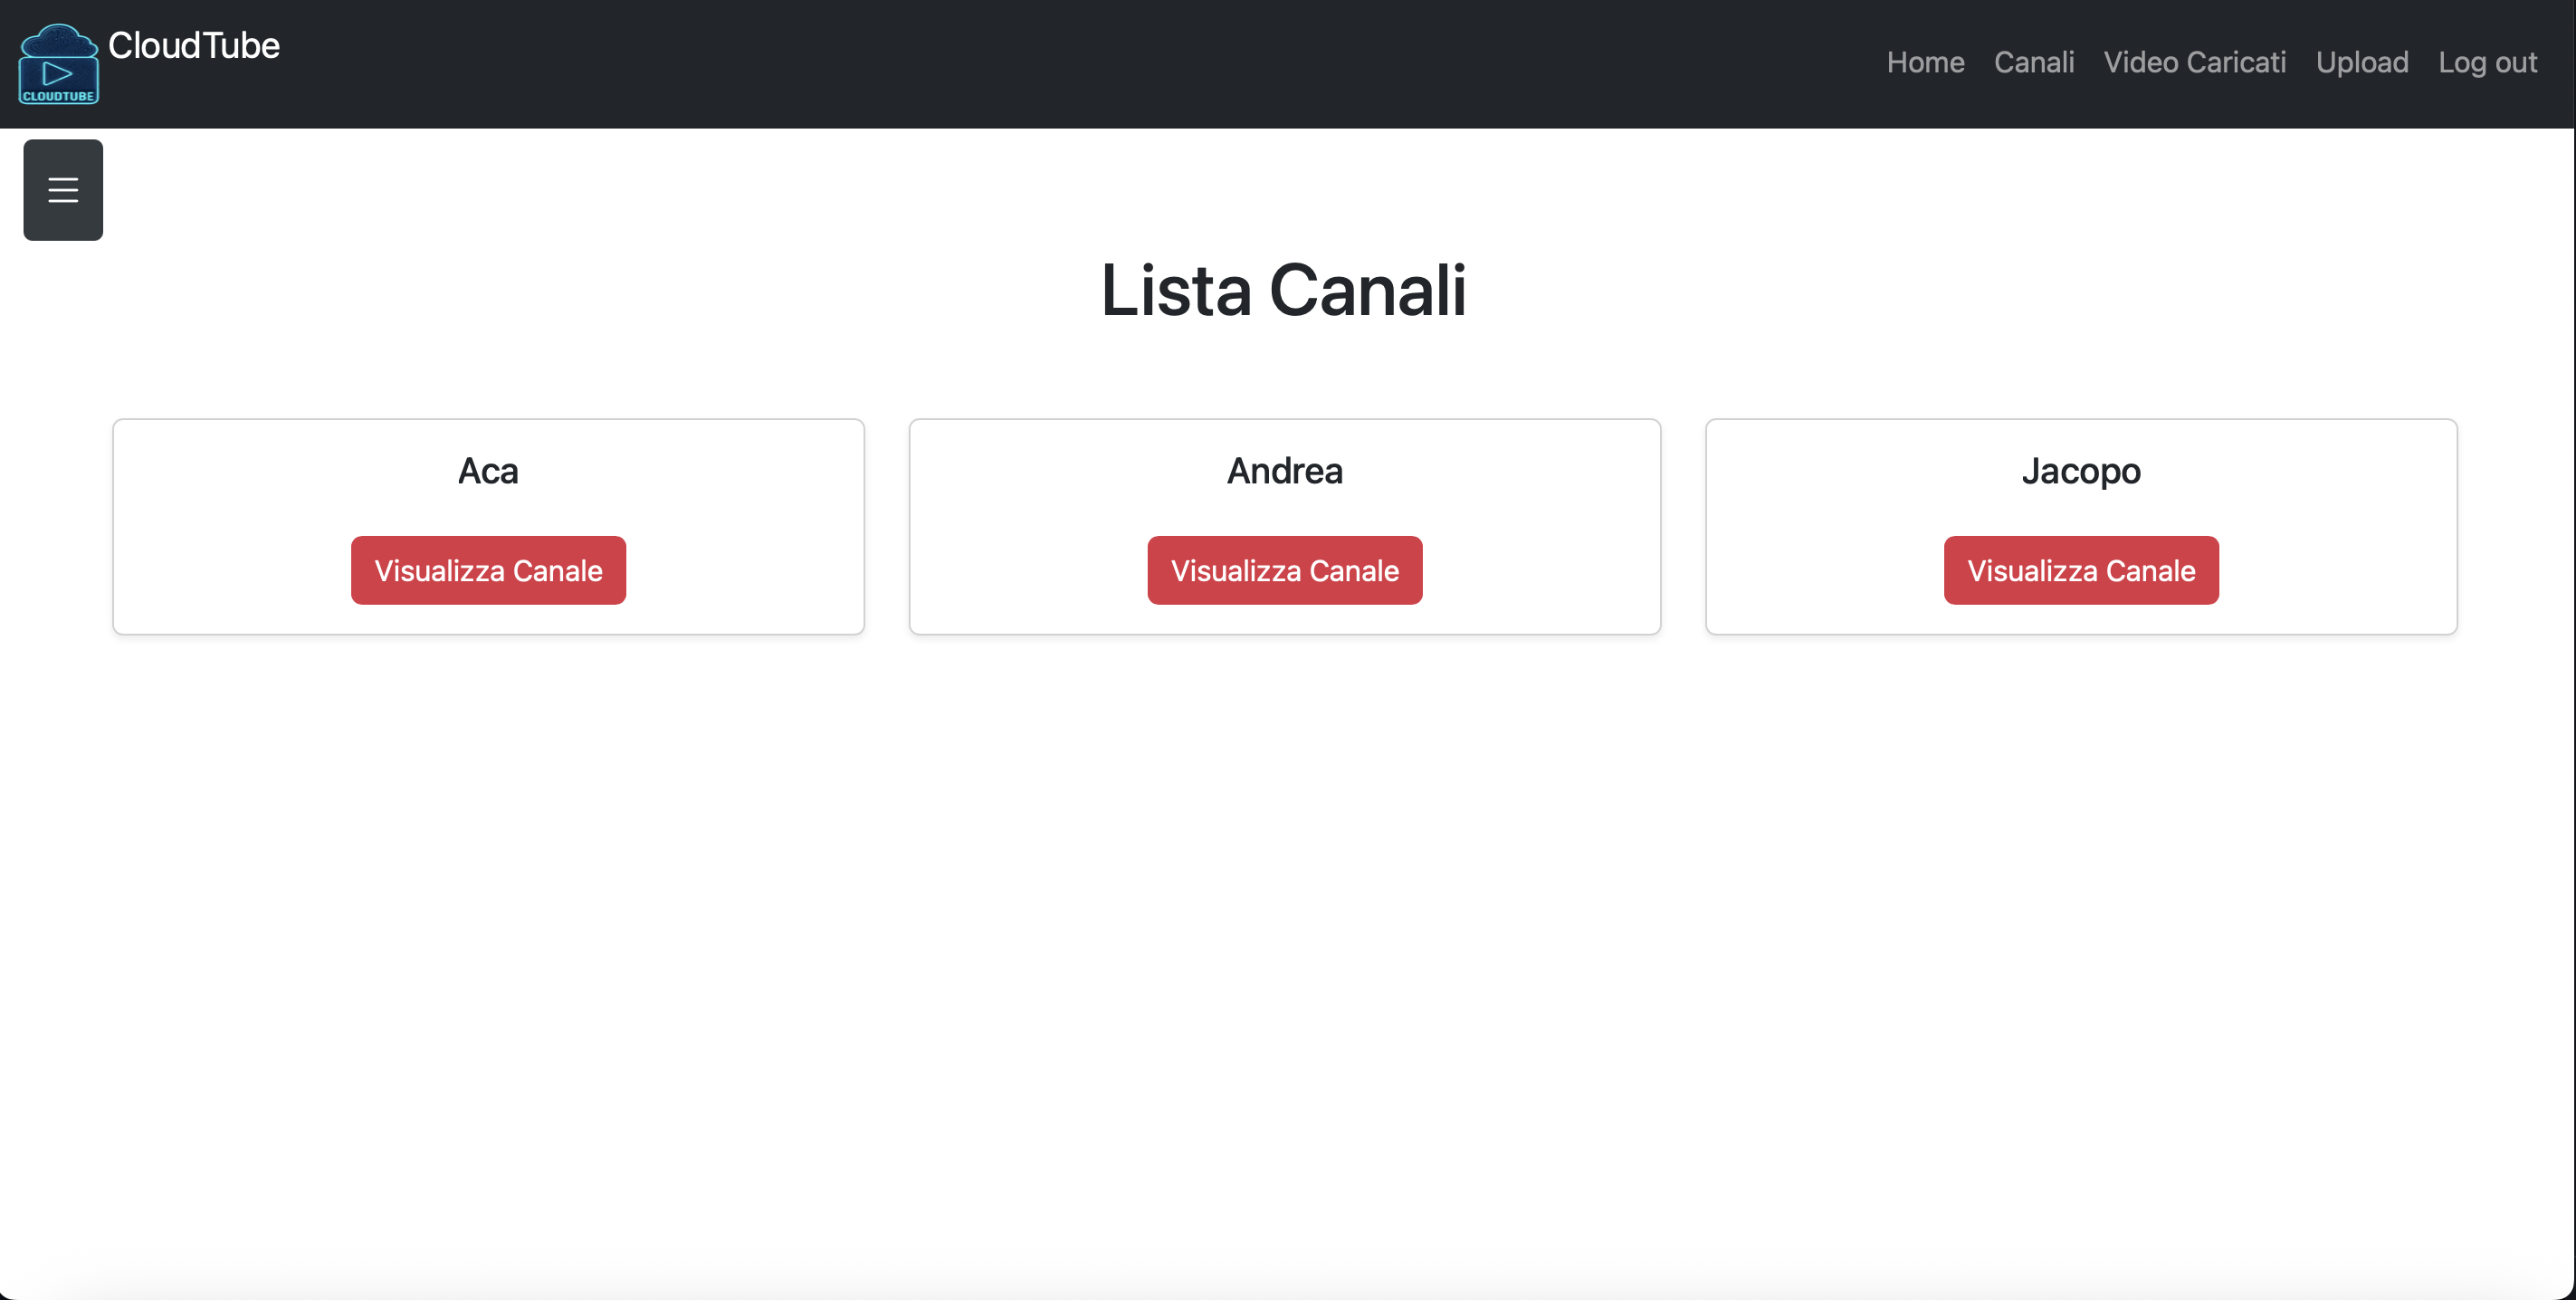 CloudTube
CLOUDTUBE
Home Canali Video Caricati Upload Log out
Lista Canali
Aca
Visualizza Canale
Andrea
Visualizza Canale
Jacopo
Visualizza Canale